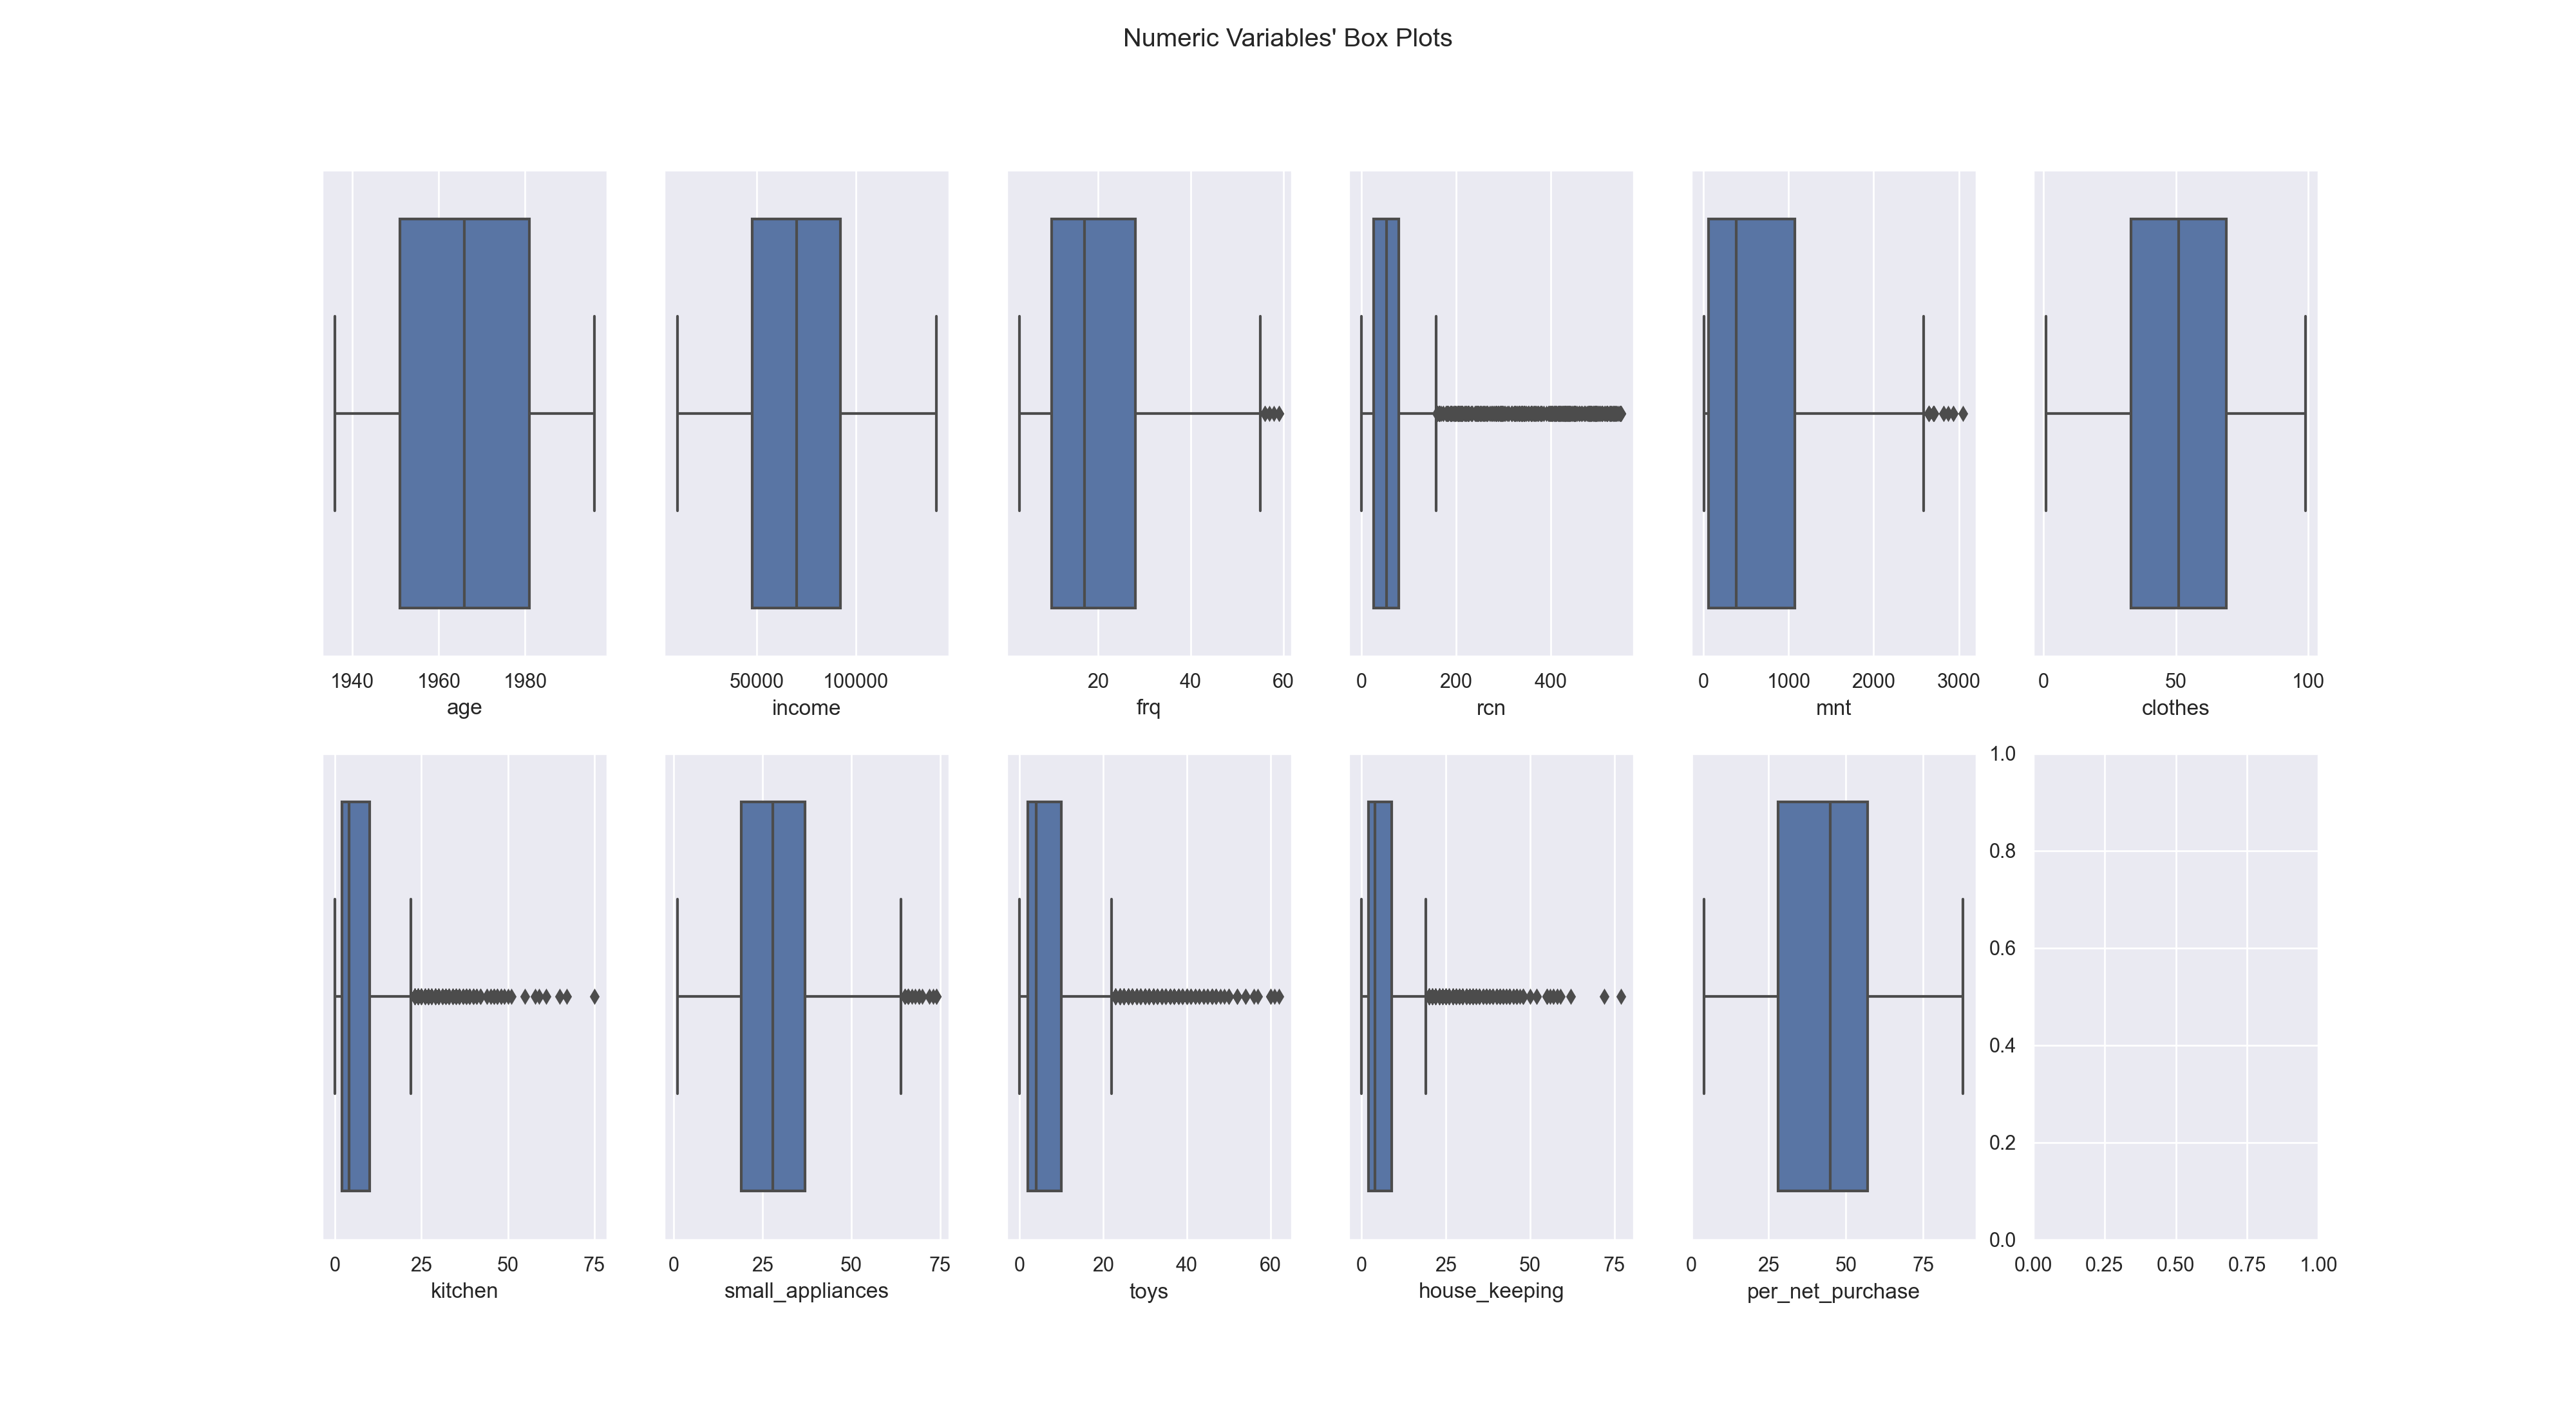 Numeric Variables' Box Plots
1940 1960 1980
age
50000 100000
income
20 40 60
frq
0 200 400
rcn
0 1000 2000 3000
mnt
0 50 100
clothes
0 25 50 75
kitchen
0 25 50 75
small_appliances
0 20 40 60
toys
0 25 50 75
house_keeping
0 25 50 75
per_net_purchase
1.0
0.8
0.6
0.4
0.2
0.0
0.00 0.25 0.50 0.75 1.00